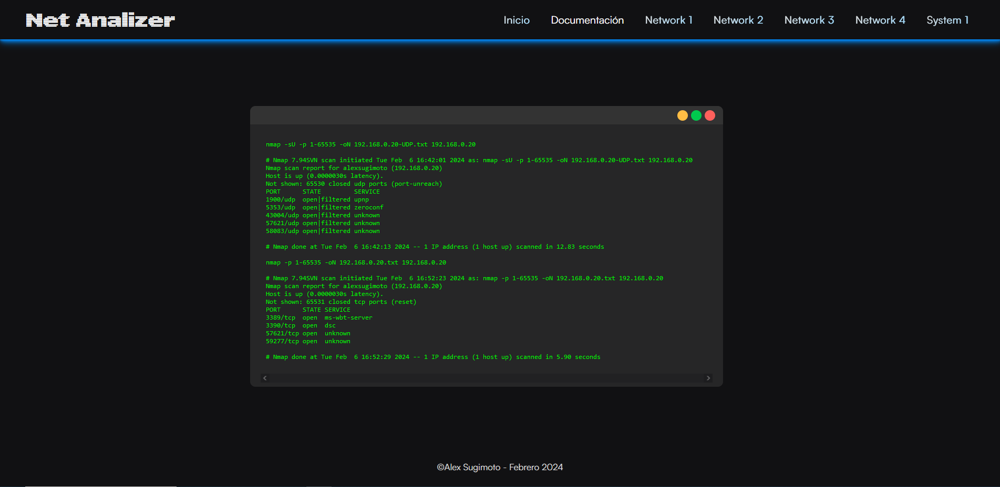 Net Analizer
Inicio Documentación Network 1 Network 2 Network 3 Network 4 System 1
nmap -sU -p 1-65535 -oN 192.168.0.20-UDP.txt 192.168.0.20
# Nmap 7.94SVN scan initiated Tue Feb  6 16:42:01 2024 as: nmap -sU -p 1-65535 -oN 192.168.0.20-UDP.txt 192.168.0.20
Nmap scan report for alexsugimoto (192.168.0.20)
Host is up (0.0000030s latency).
Not shown: 65530 closed udp ports (port-unreach)
PORT      STATE         SERVICE
1900/udp  open|filtered upnp
5353/udp  open|filtered zeroconf
43004/udp open|filtered unknown
57621/udp open|filtered unknown
58083/udp open|filtered unknown
# Nmap done at Tue Feb  6 16:42:13 2024 -- 1 IP address (1 host up) scanned in 12.83 seconds
nmap -p 1-65535 -oN 192.168.0.20.txt 192.168.0.20
# Nmap 7.94SVN scan initiated Tue Feb  6 16:52:23 2024 as: nmap -p 1-65535 -oN 192.168.0.20.txt 192.168.0.20
Nmap scan report for alexsugimoto (192.168.0.20)
Host is up (0.0000030s latency).
Not shown: 65531 closed tcp ports (reset)
PORT      STATE SERVICE
3389/tcp  open  ms-wbt-server
3390/tcp  open  dsc
57621/tcp open  unknown
59277/tcp open  unknown
# Nmap done at Tue Feb  6 16:52:29 2024 -- 1 IP address (1 host up) scanned in 5.90 seconds
©Alex Sugimoto - Febrero 2024